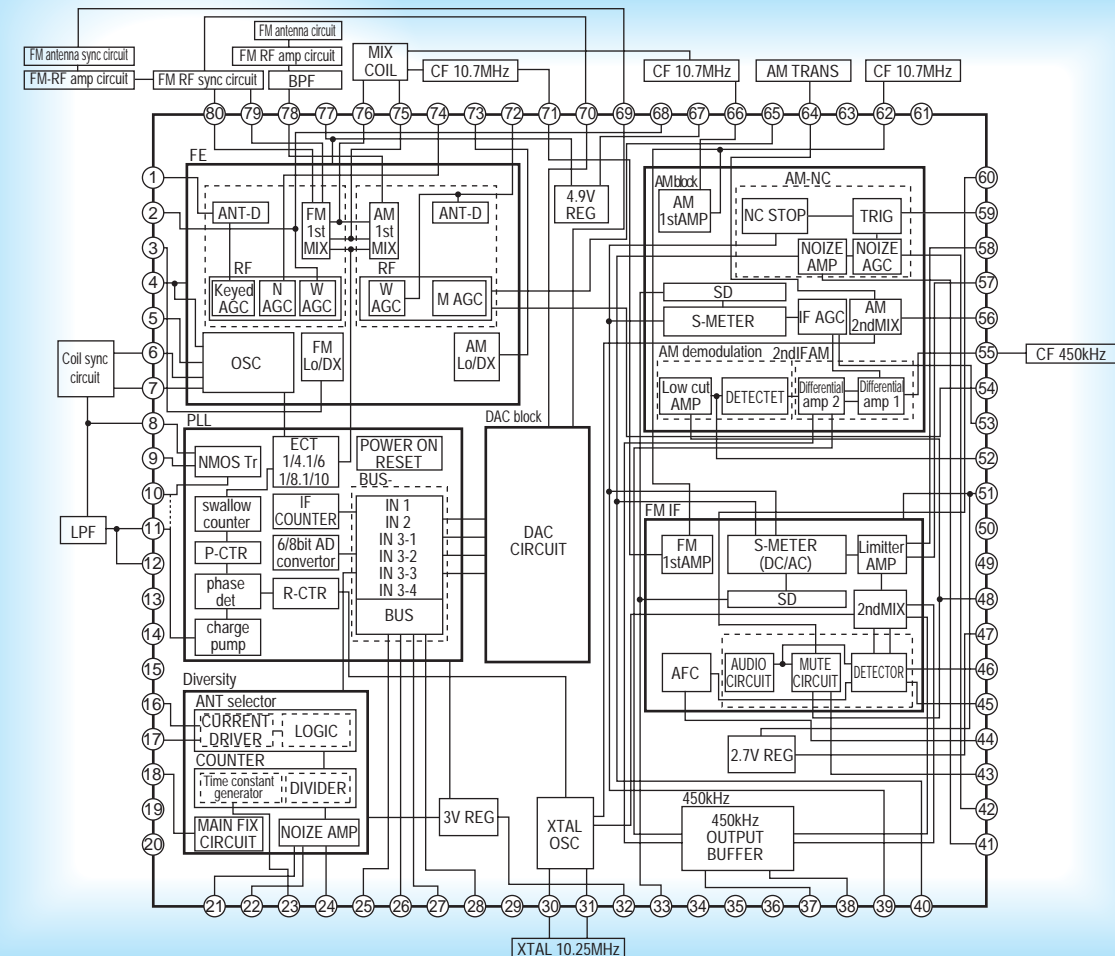 FM antenna sync circuit
FM antenna circuit
FM RF amp circuit
FM-RF amp circuit
FM RF sync circuit
BPF
MIX
COIL
CF 10.7MHz
CF 10.7MHz
AM TRANS
CF 10.7MHz
80
79
78
77
76
75
74
73
72
71
70
69
68
67
66
65
64
63
62
61
1
2
3
4
5
6
7
8
9
10
11
12
13
14
15
16
17
18
19
20
Coil sync
circuit
LPF
FE
ANT-D
FM
1st
MIX
AM
1st
MIX
ANT-D
RF
Keyed
AGC
N
AGC
W
AGC
RF
W
AGC
M AGC
OSC
FM
Lo/DX
AM
Lo/DX
4.9V
REG
PLL
NMOS Tr
ECT
1/4.1/6
1/8.1/10
POWER ON
RESET
swallow
counter
IF
COUNTER
P-CTR
6/8bit AD
convertor
phase
det
R-CTR
charge
pump
BUS-
IN 1
IN 2
IN 3-1
IN 3-2
IN 3-3
IN 3-4
BUS
DAC block
DAC
CIRCUIT
Diversity
ANT selector
CURRENT
DRIVER
LOGIC
COUNTER
Time constant
generator
DIVIDER
MAIN FIX
CIRCUIT
NOIZE AMP
3V REG
XTAL
OSC
AMblock
AM
1stAMP
AM-NC
NC STOP
TRIG
NOIZE
AMP
NOIZE
AGC
SD
S-METER
IF AGC
AM
2ndMIX
AM demodulation
2ndIFAM
Low cut
AMP
DETECTET
Differential
amp 2
Differential
amp 1
FM IF
FM
1stAMP
S-METER
(DC/AC)
Limitter
AMP
SD
2ndMIX
AFC
AUDIO
CIRCUIT
MUTE
CIRCUIT
DETECTOR
2.7V REG
450kHz
450kHz
OUTPUT
BUFFER
60
59
58
57
56
55
CF 450kHz
54
53
52
51
50
49
48
47
46
45
44
43
42
41
21
22
23
24
25
26
27
28
29
30
31
32
33
34
35
36
37
38
39
40
XTAL 10.25MHz